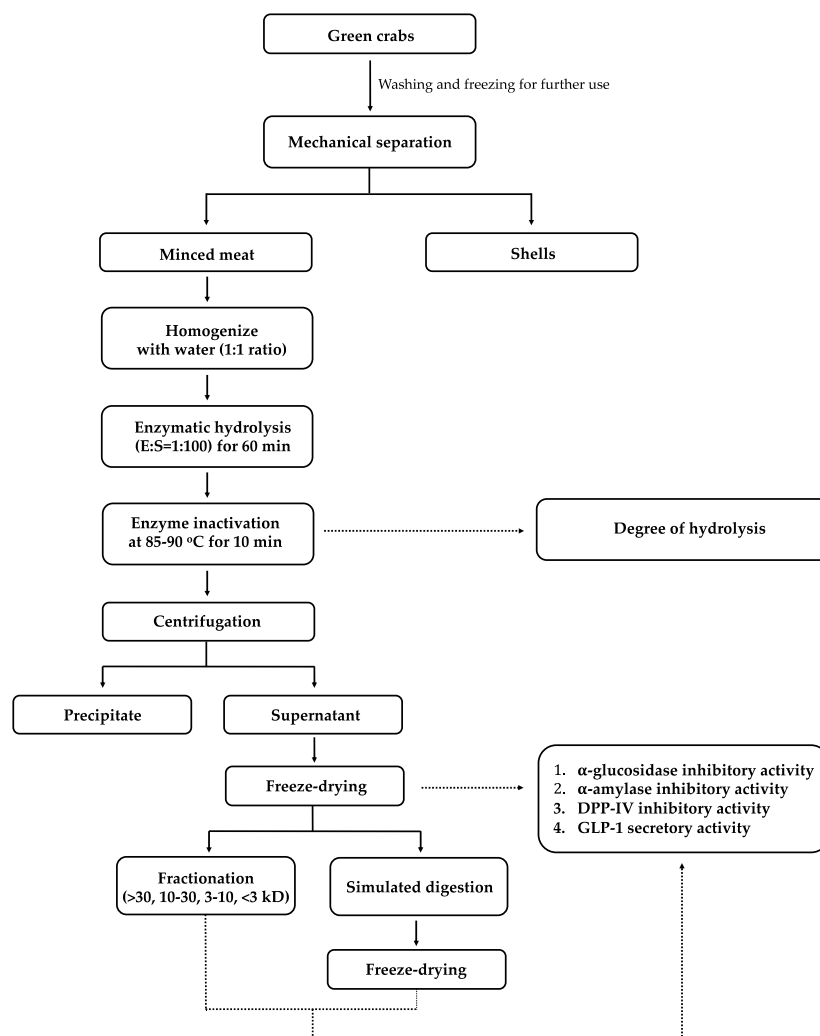 Green crabs
Washing and freezing for further use
Mechanical separation
Minced meat
Shells
Homogenize
with water (1:1 ratio)
Enzymatic hydrolysis
(E:S=1:100) for 60 min
Enzyme inactivation
at 85-90 ºC for 10 min
Degree of hydrolysis
Centrifugation
Precipitate
Supernatant
Freeze-drying
1. α-glucosidase inhibitory activity
2. α-amylase inhibitory activity
3. DPP-IV inhibitory activity
4. GLP-1 secretory activity
Fractionation
(>30, 10-30, 3-10, <3 kD)
Simulated digestion
Freeze-drying